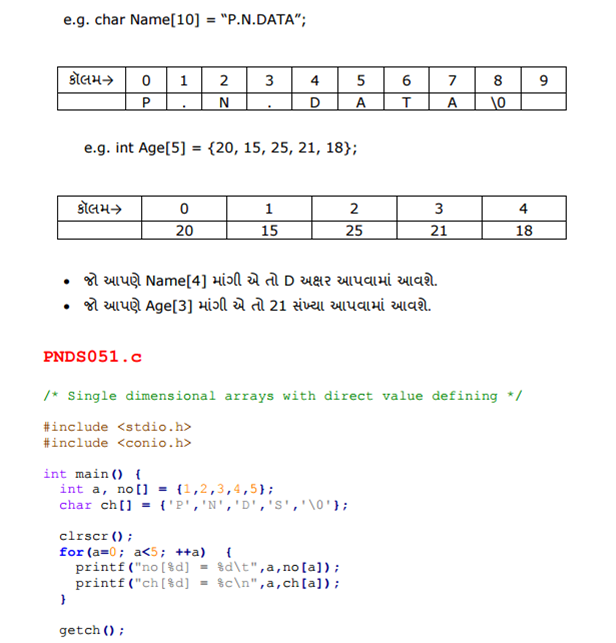 e.g. char Name[10] = “P.N.DATA”;
કૉલમ→ 0 1 2 3 4 5 6 7 8 9
P . N . D A T A \0
e.g. int Age[5] = {20, 15, 25, 21, 18};
કૉલમ→ 0 1 2 3 4
20 15 25 21 18
• જો આપણે Name[4] માંગી એ તો D અક્ષર આપવામાં આવશે.
• જો આપણે Age[3] માંગી એ તો 21 સંખ્યા આપવામાં આવશે.
PNDS051.c
/* Single dimensional arrays with direct value defining */
#include <stdio.h>
#include <conio.h>
int main() {
int a, no[] = {1,2,3,4,5};
char ch[] = {'P','N','D','S','\0'};
clrscr();
for(a=0; a<5; ++a) {
printf("no[%d] = %d\t",a,no[a]);
printf("ch[%d] = %c\n",a,ch[a]);
}
getch();